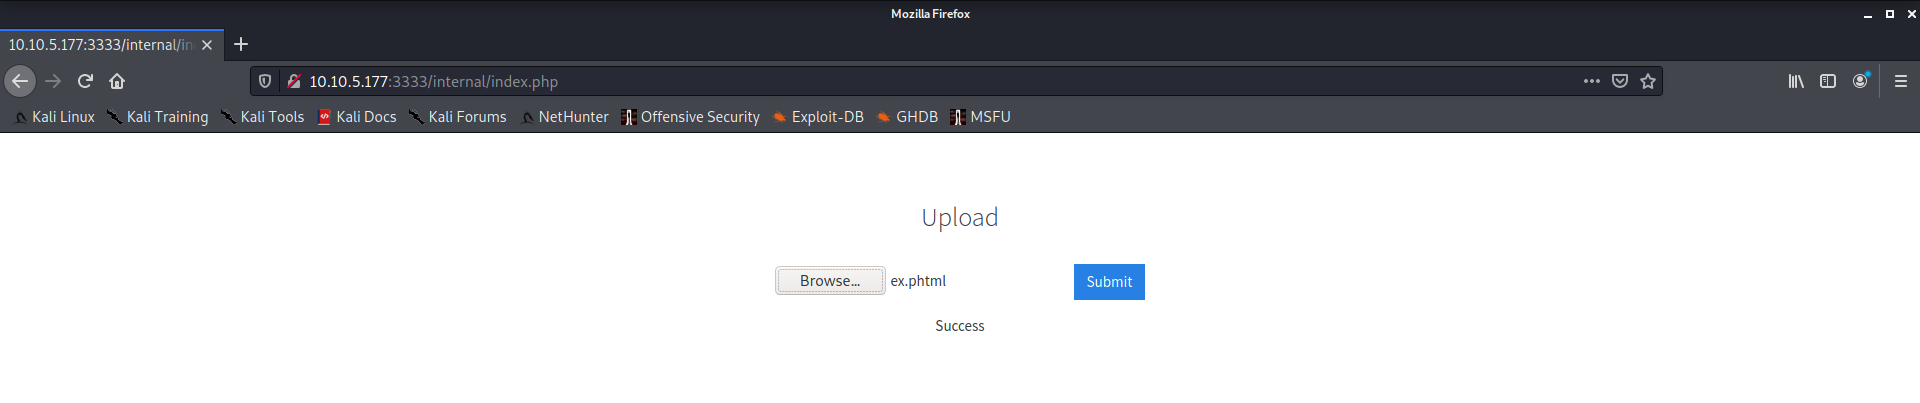 Mozilla Firefox
10.10.5.177:3333/internal/in
10.10.5.177:3333/internal/index.php
Kali Linux Kali Training Kali Tools Kali Docs Kali Forums NetHunter Offensive Security Exploit-DB GHDB MSFU
Upload
Browse... ex.phtml Submit
Success